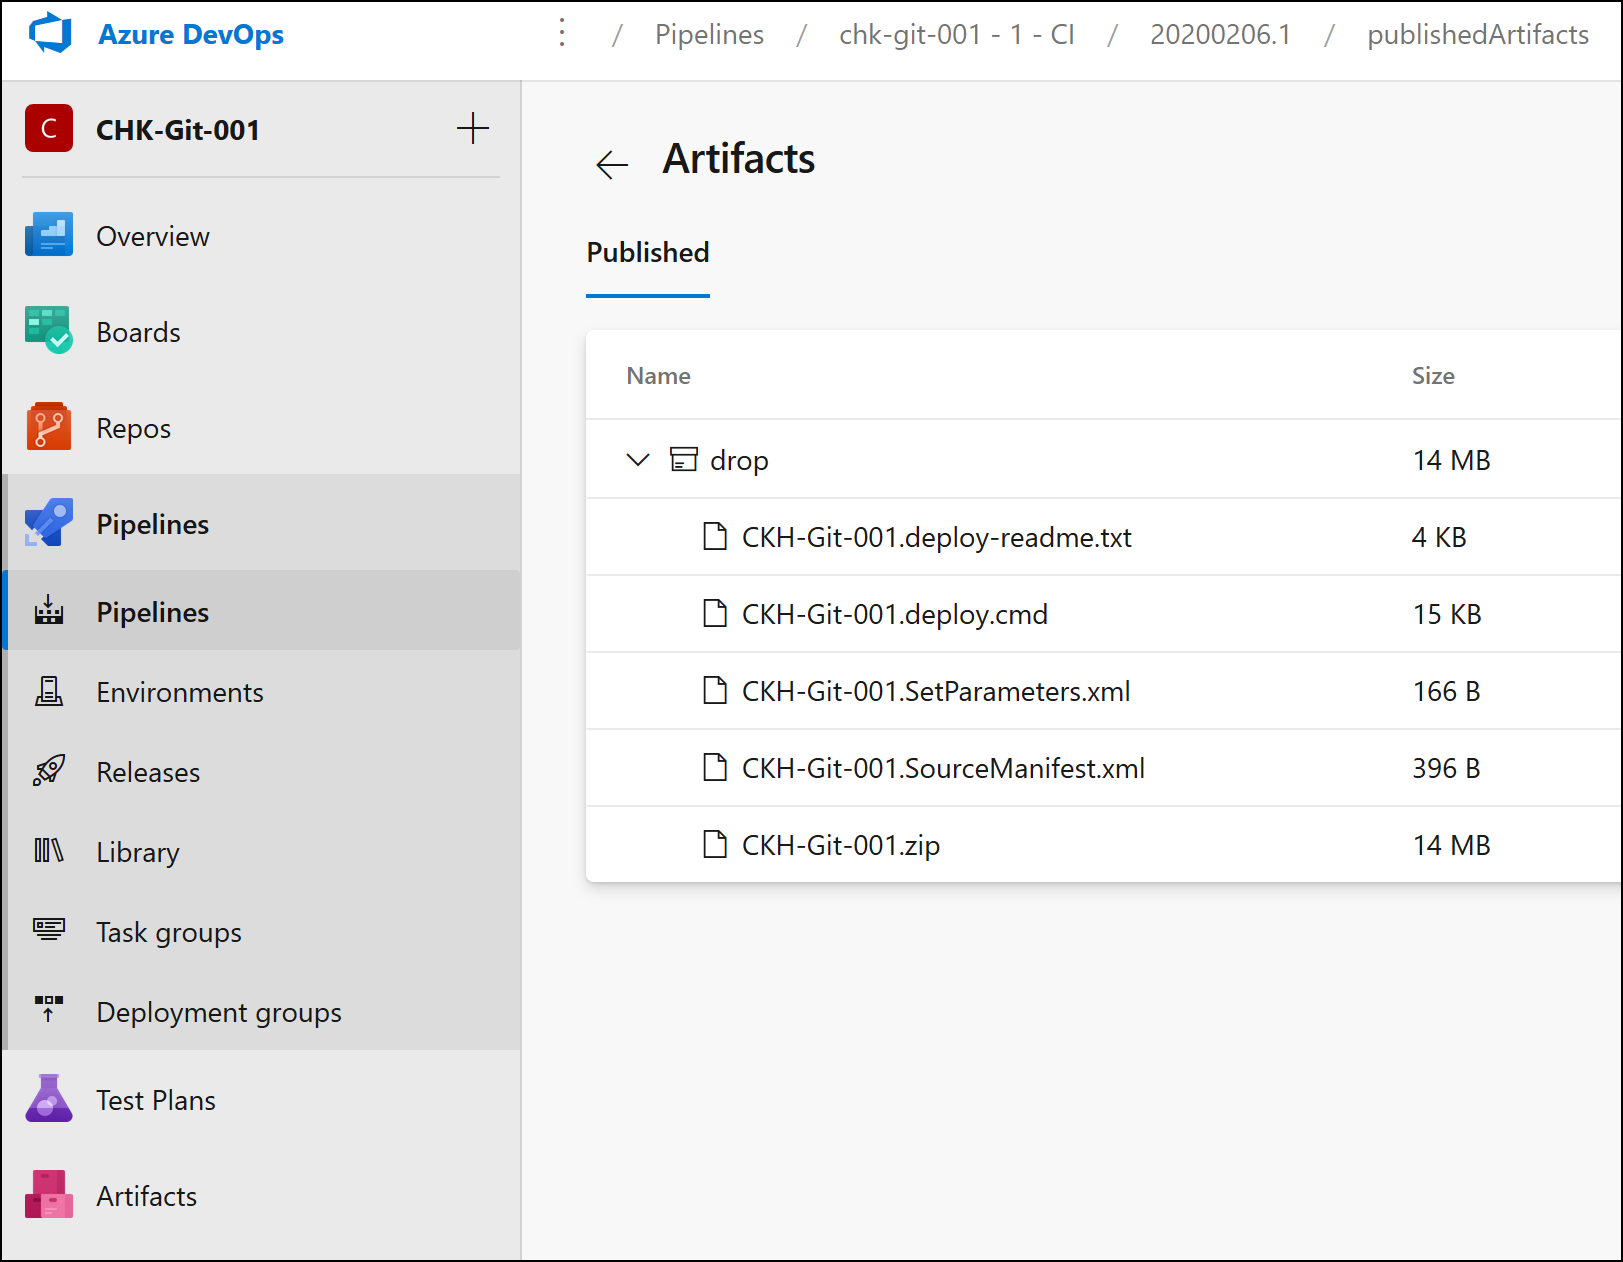 Azure DevOps
/ Pipelines / chk-git-001 - 1 - CI / 20200206.1 / publishedArtifacts
C CHK-Git-001
Overview
Boards
Repos
Pipelines
Pipelines
Environments
Releases
Library
Task groups
Deployment groups
Test Plans
Artifacts
Artifacts
Published
Name Size
drop 14 MB
CKH-Git-001.deploy-readme.txt 4 KB
CKH-Git-001.deploy.cmd 15 KB
CKH-Git-001.SetParameters.xml 166 B
CKH-Git-001.SourceManifest.xml 396 B
CKH-Git-001.zip 14 MB